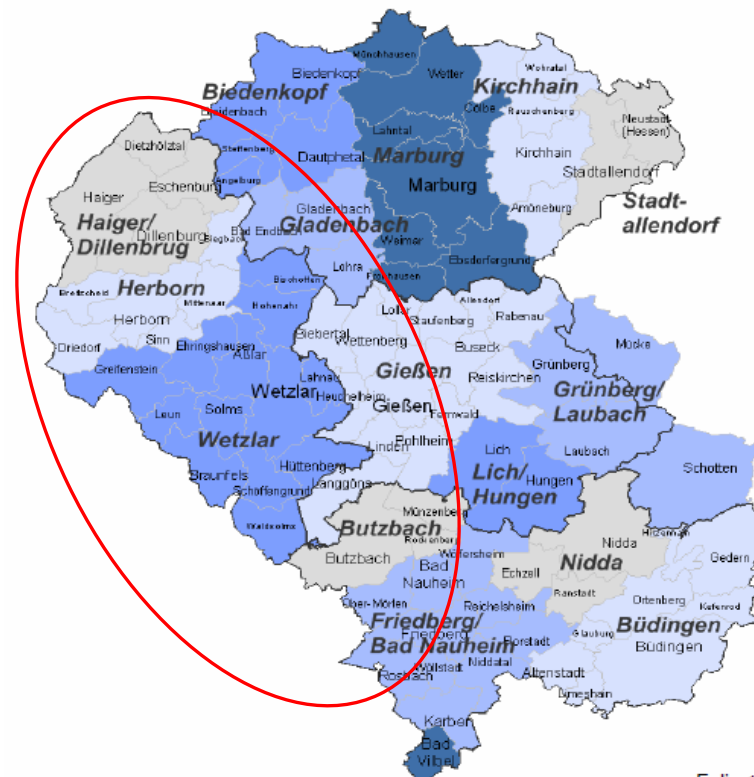 Münchhausen
Biedenkopf
Wetter
Wohratal
Kirchhain
Biedenkopf
Cölbe
Rauschenberg
Neustadt
(Hessen)
Breidenbach
Dietzhölztal
Lahntal
Steffenberg
Dautphetal
Marburg
Kirchhain
Stadtallendorf
Eschenburg
Angelburg
Marburg
Haiger
Gladenbach
Amöneburg
Stadt-
allendorf
Haiger/
Dillenbrug
Dillenburg
Gladenbach
Bad Endbach
Siegbach
Weimar
Ebsdorfergrund
Lohra
Fronhausen
Bischoffen
Herborn
Breitscheid
Mittenaar
Hohenahr
Lollar
Allendorf
Staufenberg
Rabenau
Herborn
Sinn
Driedorf
Ehringshausen
Aßlar
Biebertal
Wettenberg
Buseck
Mücke
Greifenstein
Grünberg
Gießen
Reiskirchen
Lahnau
Wetzlar
Heuchelheim
Gießen
Fernwald
Grünberg/
Laubach
Leun
Solms
Wetzlar
Linden
Pohlheim
Lich
Laubach
Lich/
Hungen
Hungen
Schotten
Braunfels
Hüttenberg
Schöffengrund
Langgöns
Waldsolms
Münzenberg
Butzbach
Rockenberg
Butzbach
Wölfersheim
Hirzenhain
Nidda
Nidda
Echzell
Gedern
Bad
Nauheim
Ranstadt
Ober-Mörlen
Reichelsheim
Ortenberg
Kefenrod
Friedberg/
Bad Nauheim
Friedberg
Florstadt
Glauburg
Büdingen
Büdingen
Wöllstadt
Niddatal
Rosbach
Altenstadt
Limeshain
Karben
Bad
Vilbel